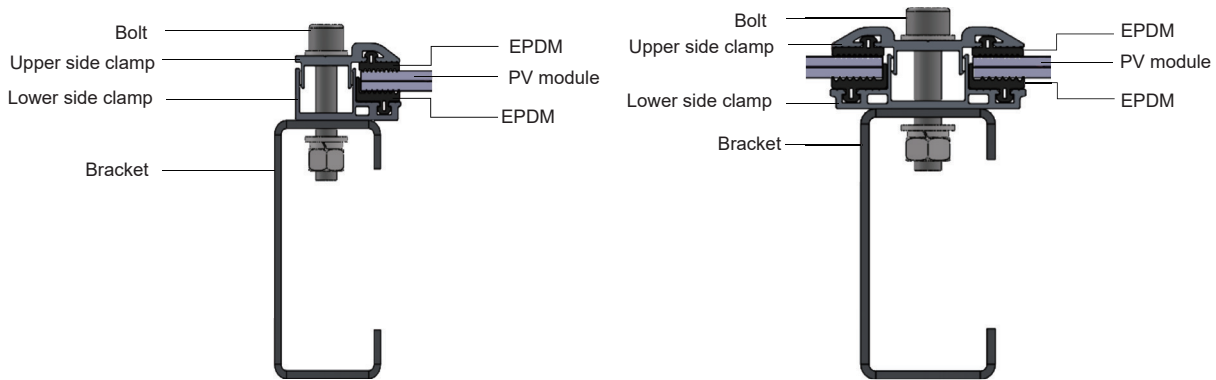 Bolt
Upper side clamp
Lower side clamp
Bracket
EPDM
PV module
EPDM
Bolt
Upper side clamp
Lower side clamp
Bracket
EPDM
PV module
EPDM